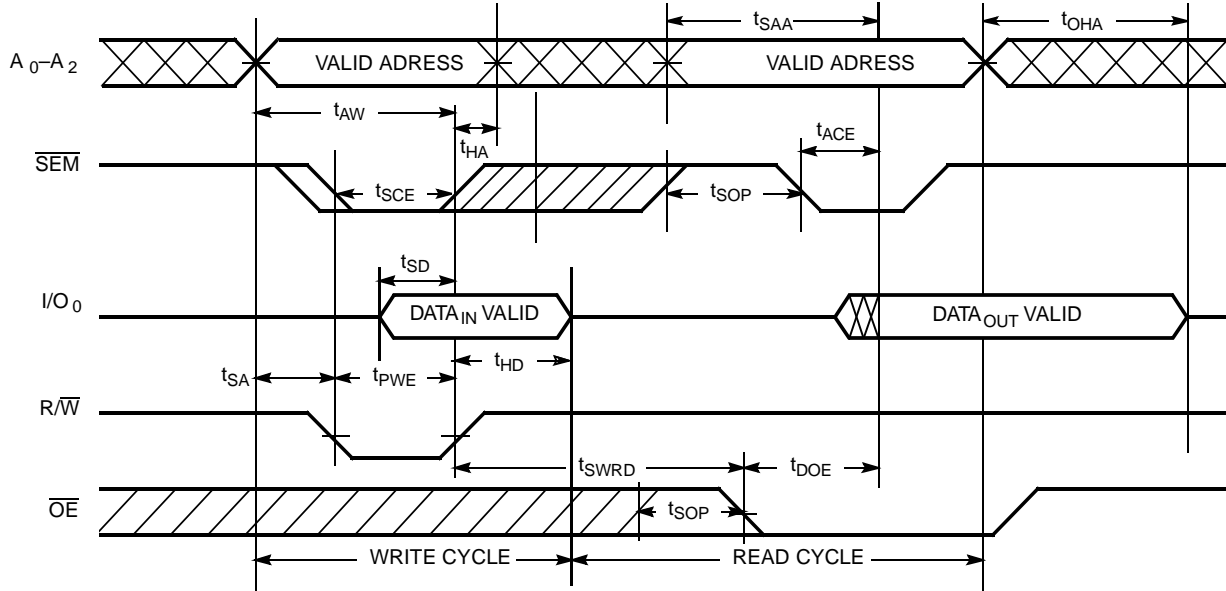 tSAA
tOHA
A0–A2
VALID ADRESS
VALID ADRESS
tAW
tHA
tACE
SEM
tSCE
tSOP
tSD
I/O0
DATAIN VALID
DATAOUT VALID
tHD
tSA
tPWE
R/W
tSWRD
tDOE
OE
tSOP
WRITE CYCLE
READ CYCLE